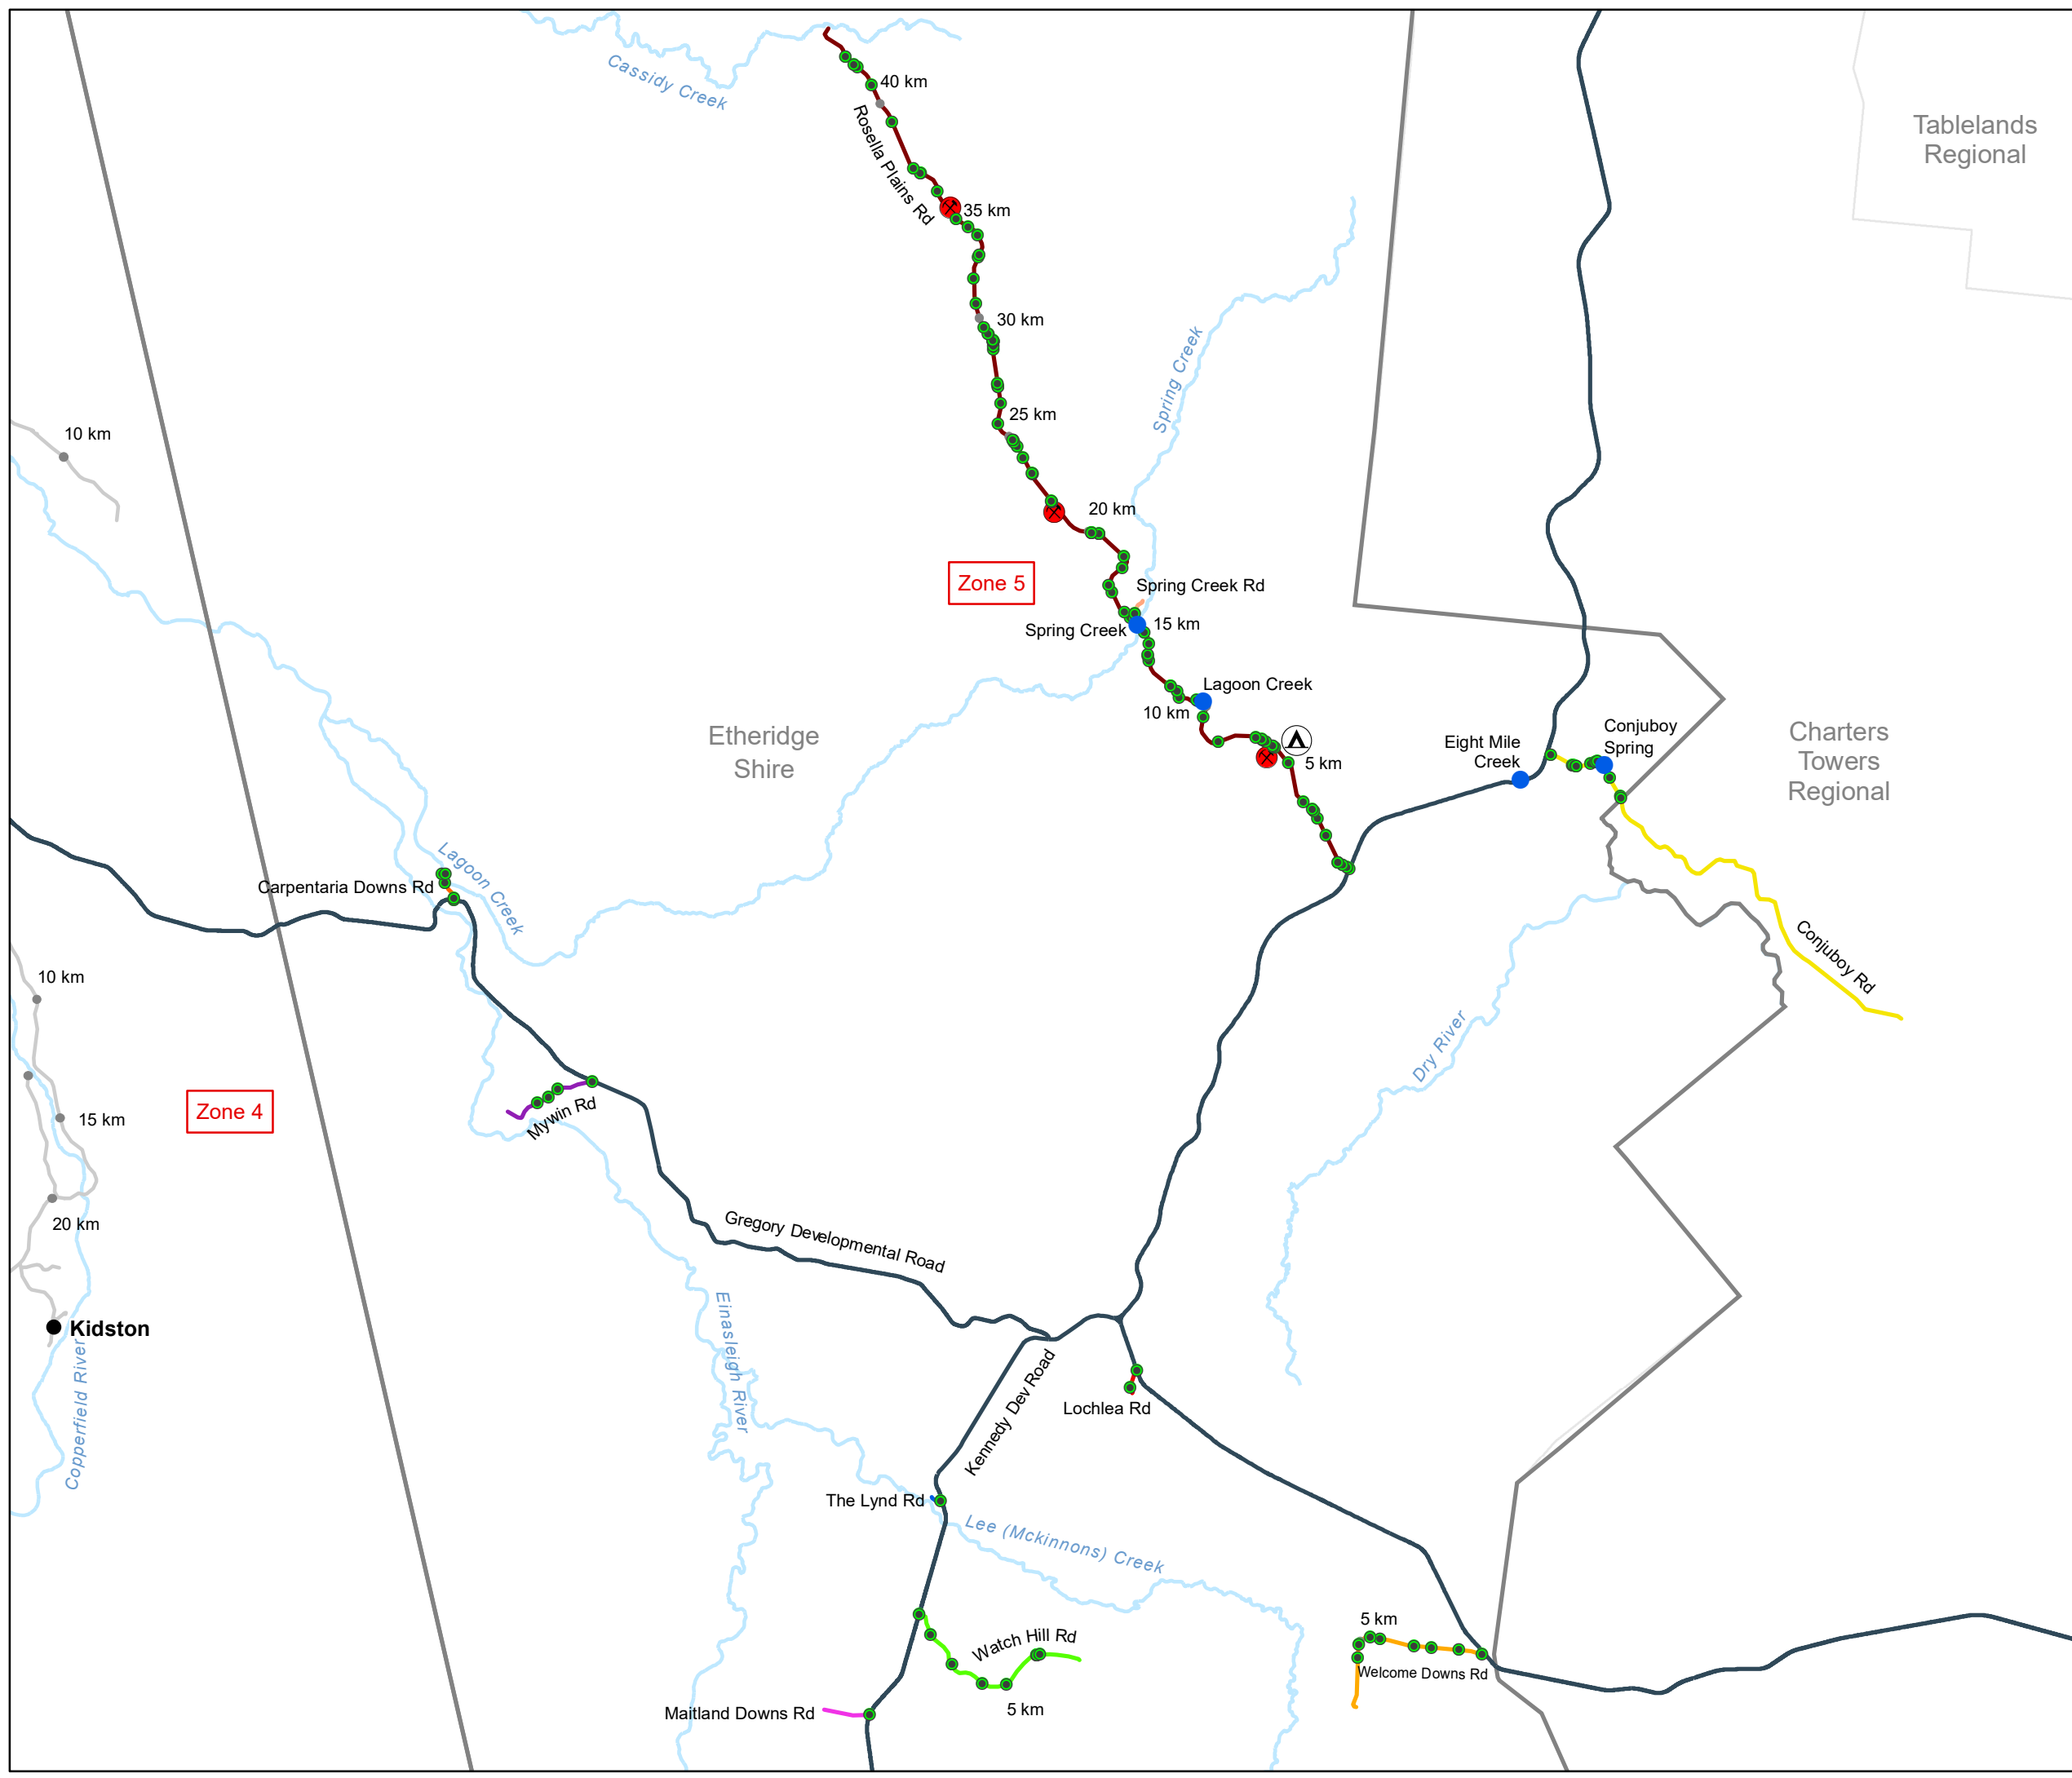 Cassidy Creek
40 km
Rosella Plains Rd
Tablelands
Regional
35 km
30 km
Spring Creek
25 km
10 km
20 km
Zone 5
Spring Creek Rd
15 km
Spring Creek
Lagoon Creek
10 km
Etheridge
Shire
Eight Mile
Creek
Conjuboy
Spring
Charters
Towers
Regional
5 km
Lagoon Creek
Carpentaria Downs Rd
Conjuboy Rd
10 km
Dry River
Zone 4
15 km
Mywin Rd
20 km
Gregory Developmental Road
Einasleigh River
Kidston
Copperfield River
Kennedy Dev Road
Lochlea Rd
The Lynd Rd
Lee (Mckinnons) Creek
5 km
Watch Hill Rd
Welcome Downs Rd
5 km
Maitland Downs Rd